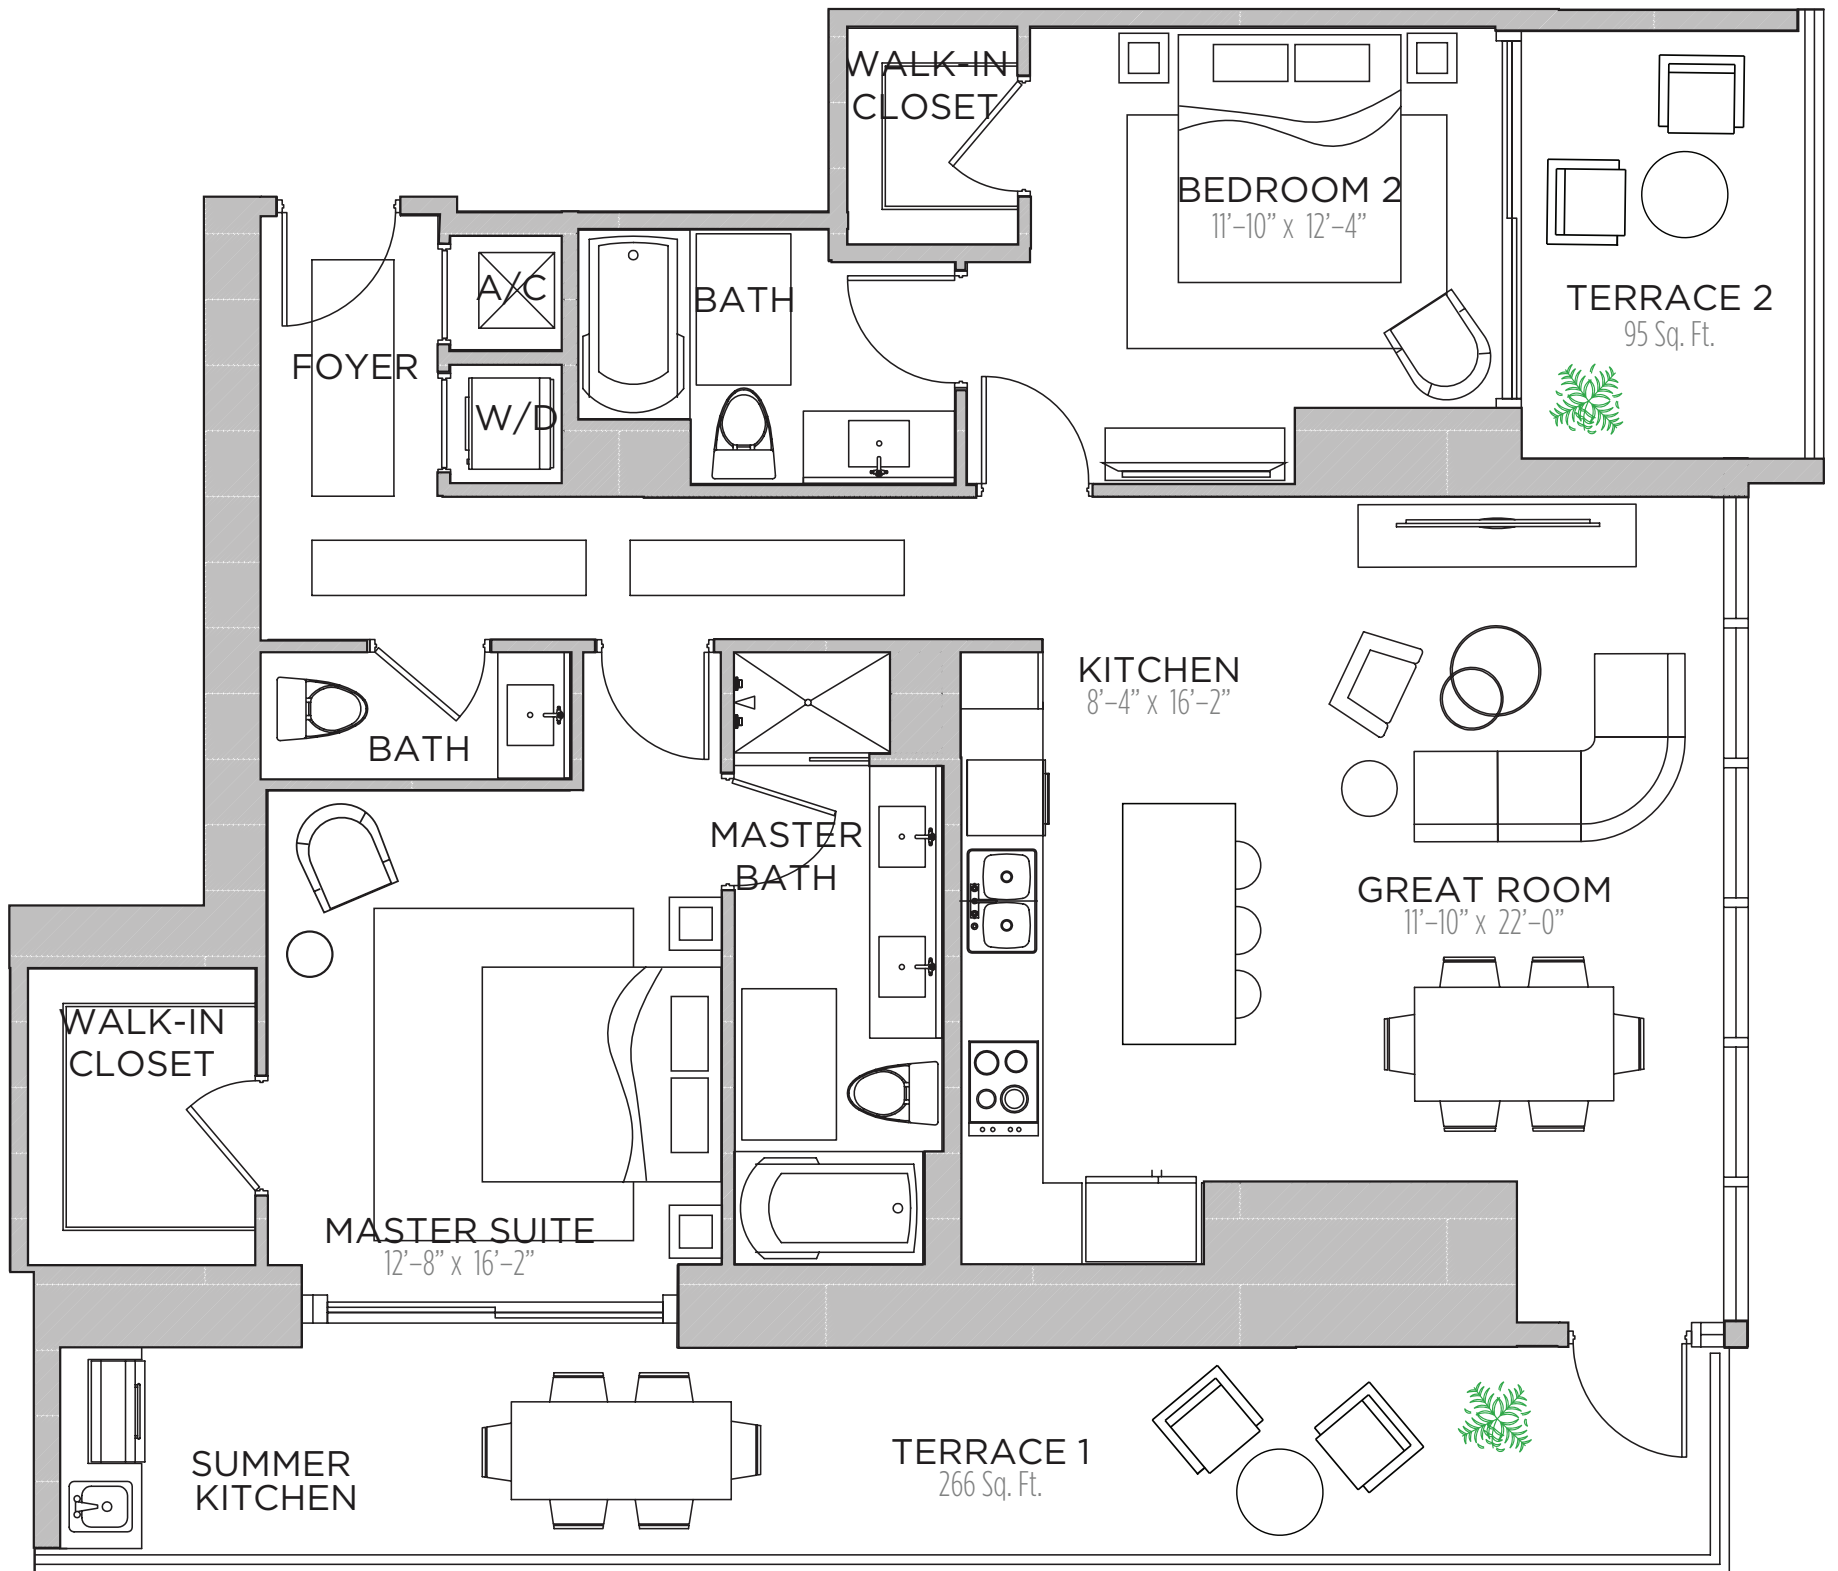 WALK-IN
CLOSET
BEDROOM 2
11'–10” x 12'–4”
TERRACE 2
95 Sq. Ft.
A/C
BATH
FOYER
W/D
KITCHEN
8'–4” x 16'–2”
BATH
MASTER
BATH
GREAT ROOM
11'–10” x 22'–0”
WALK-IN
CLOSET
MASTER SUITE
12'–8” x 16'–2”
SUMMER
KITCHEN
TERRACE 1
266 Sq. Ft.